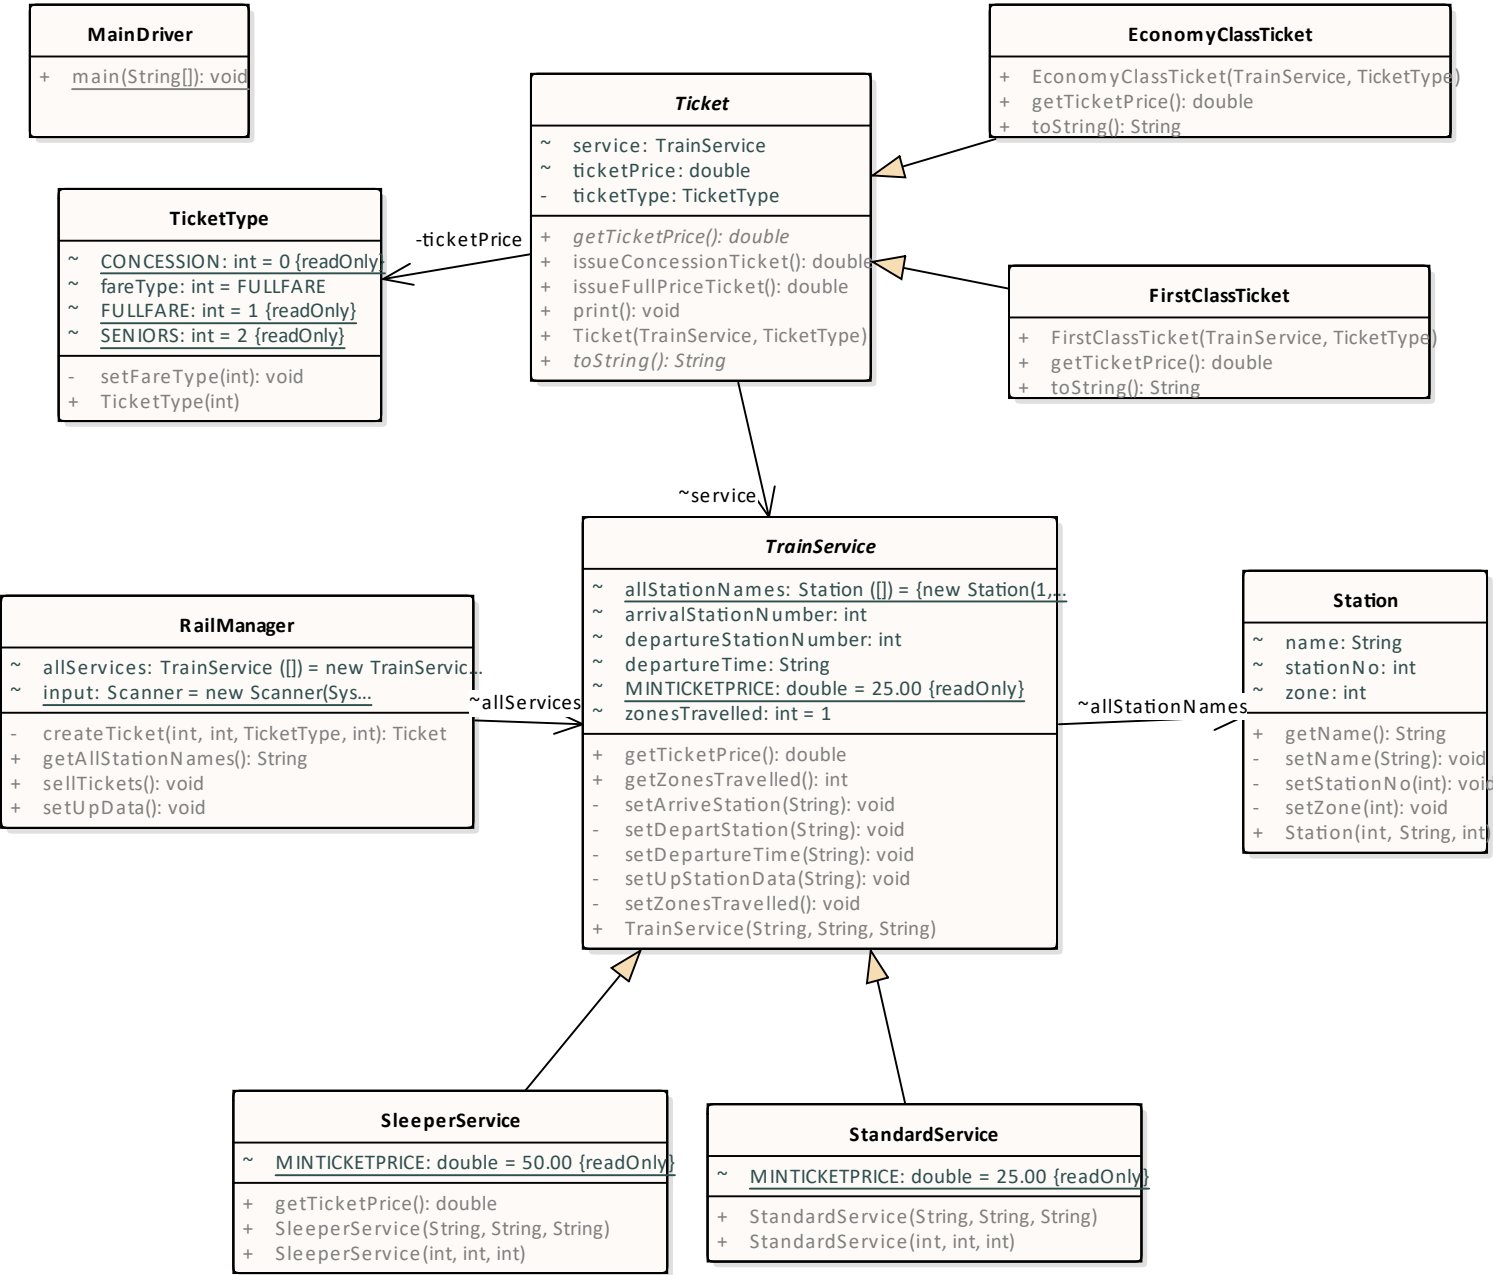 MainDriver
+ main(String[]): void
EconomyClassTicket
+ EconomyClassTicket(TrainService, TicketType)
+ getTicketPrice(): double
+ toString(): String
Ticket
~ service: TrainService
~ ticketPrice: double
- ticketType: TicketType
+ getTicketPrice(): double
+ issueConcessionTicket(): double
+ issueFullPriceTicket(): double
+ print(): void
+ Ticket(TrainService, TicketType)
+ toString(): String
TicketType
~ CONCESSION: int = 0 {readOnly}
~ fareType: int = FULLFARE
~ FULLFARE: int = 1 {readOnly}
~ SENIORS: int = 2 {readOnly}
- setFareType(int): void
+ TicketType(int)
-ticketPrice
FirstClassTicket
+ FirstClassTicket(TrainService, TicketType)
+ getTicketPrice(): double
+ toString(): String
~service
TrainService
~ allStationNames: Station ([]) = {new Station(1,...
~ arrivalStationNumber: int
~ departureStationNumber: int
~ departureTime: String
~ MINTICKETPRICE: double = 25.00 {readOnly}
~ zonesTravelled: int = 1
+ getTicketPrice(): double
+ getZonesTravelled(): int
- setArriveStation(String): void
- setDepartStation(String): void
- setDepartureTime(String): void
- setUpStationData(String): void
- setZonesTravelled(): void
+ TrainService(String, String, String)
RailManager
~ allServices: TrainService ([]) = new TrainServic...
~ input: Scanner = new Scanner(Sys...
- createTicket(int, int, TicketType, int): Ticket
+ getAllStationNames(): String
+ sellTickets(): void
+ setUpData(): void
~allServices
~allStationNames
Station
~ name: String
~ stationNo: int
~ zone: int
+ getName(): String
- setName(String): void
- setStationNo(int): void
- setZone(int): void
+ Station(int, String, int)
SleeperService
~ MINTICKETPRICE: double = 50.00 {readOnly}
+ getTicketPrice(): double
+ SleeperService(String, String, String)
+ SleeperService(int, int, int)
StandardService
~ MINTICKETPRICE: double = 25.00 {readOnly}
+ StandardService(String, String, String)
+ StandardService(int, int, int)